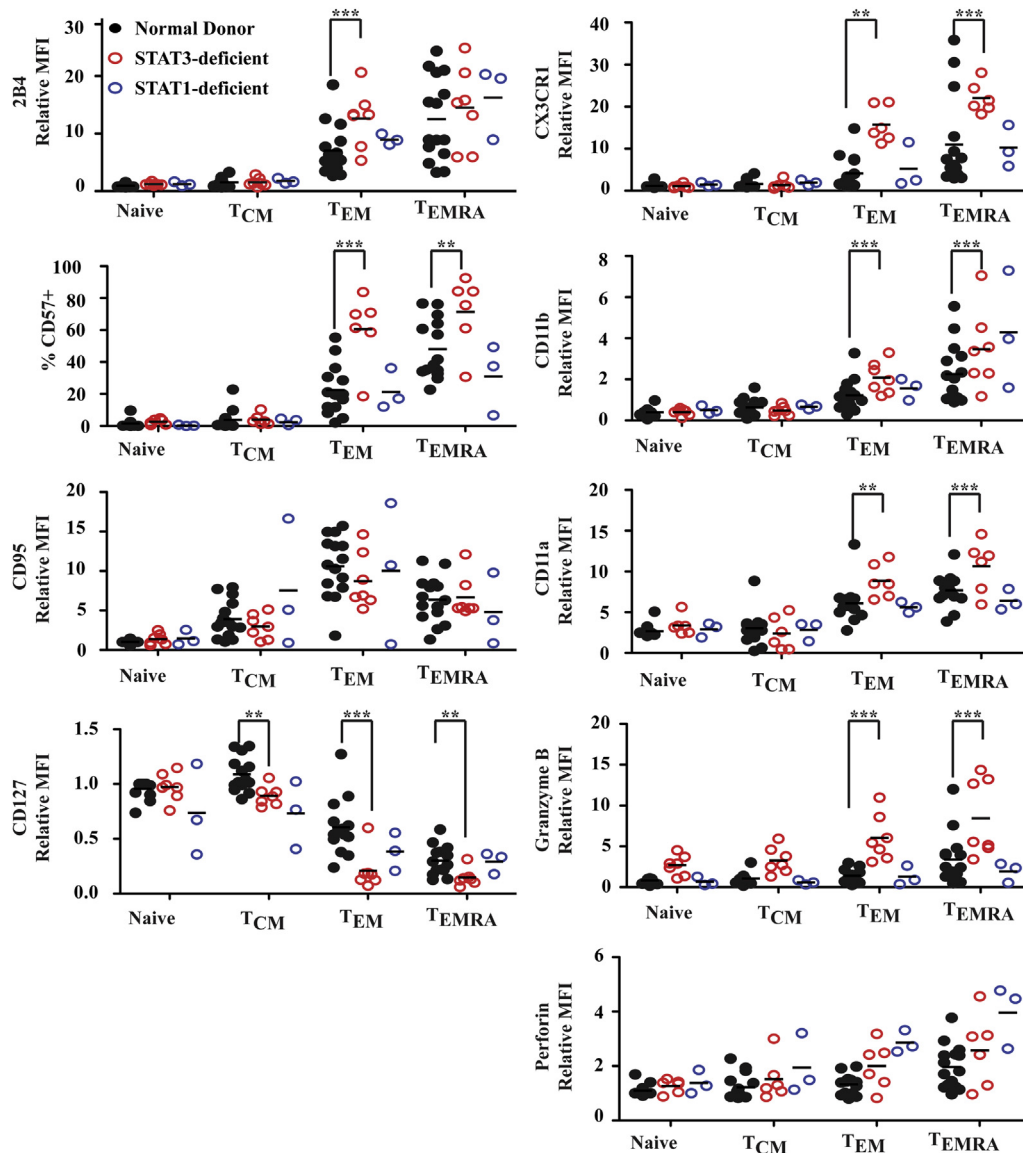 2B4
Relative MFI
30
20
10
0
Normal Donor
STAT3-deficient
STAT1-deficient
***
Naive
TCM
TEM
TEMRA
CX3CR1
Relative MFI
40
30
20
10
0
**
***
Naive
TCM
TEM
TEMRA
% CD57+
100
80
60
40
20
0
***
**
Naive
TCM
TEM
TEMRA
CD11b
Relative MFI
8
6
4
2
0
***
***
Naive
TCM
TEM
TEMRA
CD95
Relative MFI
20
15
10
5
0
Naive
TCM
TEM
TEMRA
CD11a
Relative MFI
20
15
10
5
0
**
***
Naive
TCM
TEM
TEMRA
CD127
Relative MFI
1.5
1.0
0.5
0.0
**
***
**
Naive
TCM
TEM
TEMRA
Granzyme B
Relative MFI
20
15
10
5
0
***
***
Naive
TCM
TEM
TEMRA
Perforin
Relative MFI
6
4
2
0
Naive
TCM
TEM
TEMRA